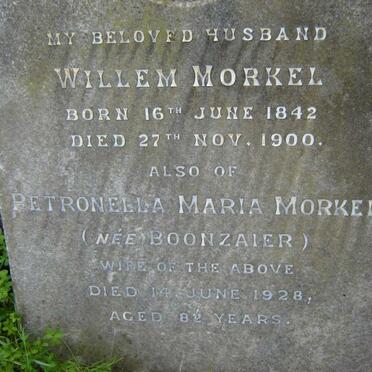 MY BELOVED HUSBAND
WILLEM MORKEL
BORN 16TH JUNE 1842
DIED 27TH NOV. 1900.
ALSO OF
PETRONELLA MARIA MORKEL
(NÉE BOONZAIER)
WIFE OF THE ABOVE
DIED 14 JUNE 1928,
AGED 82 YEARS.